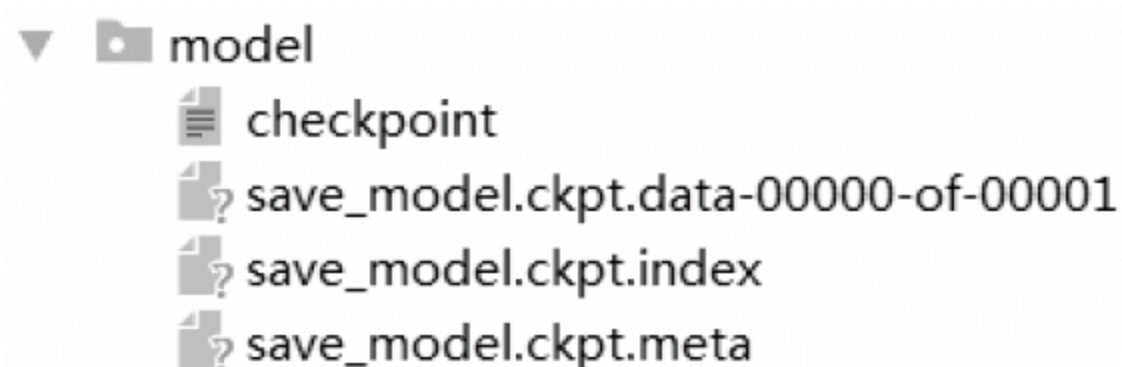 model
checkpoint
save_model.ckpt.data-00000-of-00001
save_model.ckpt.index
save_model.ckpt.meta